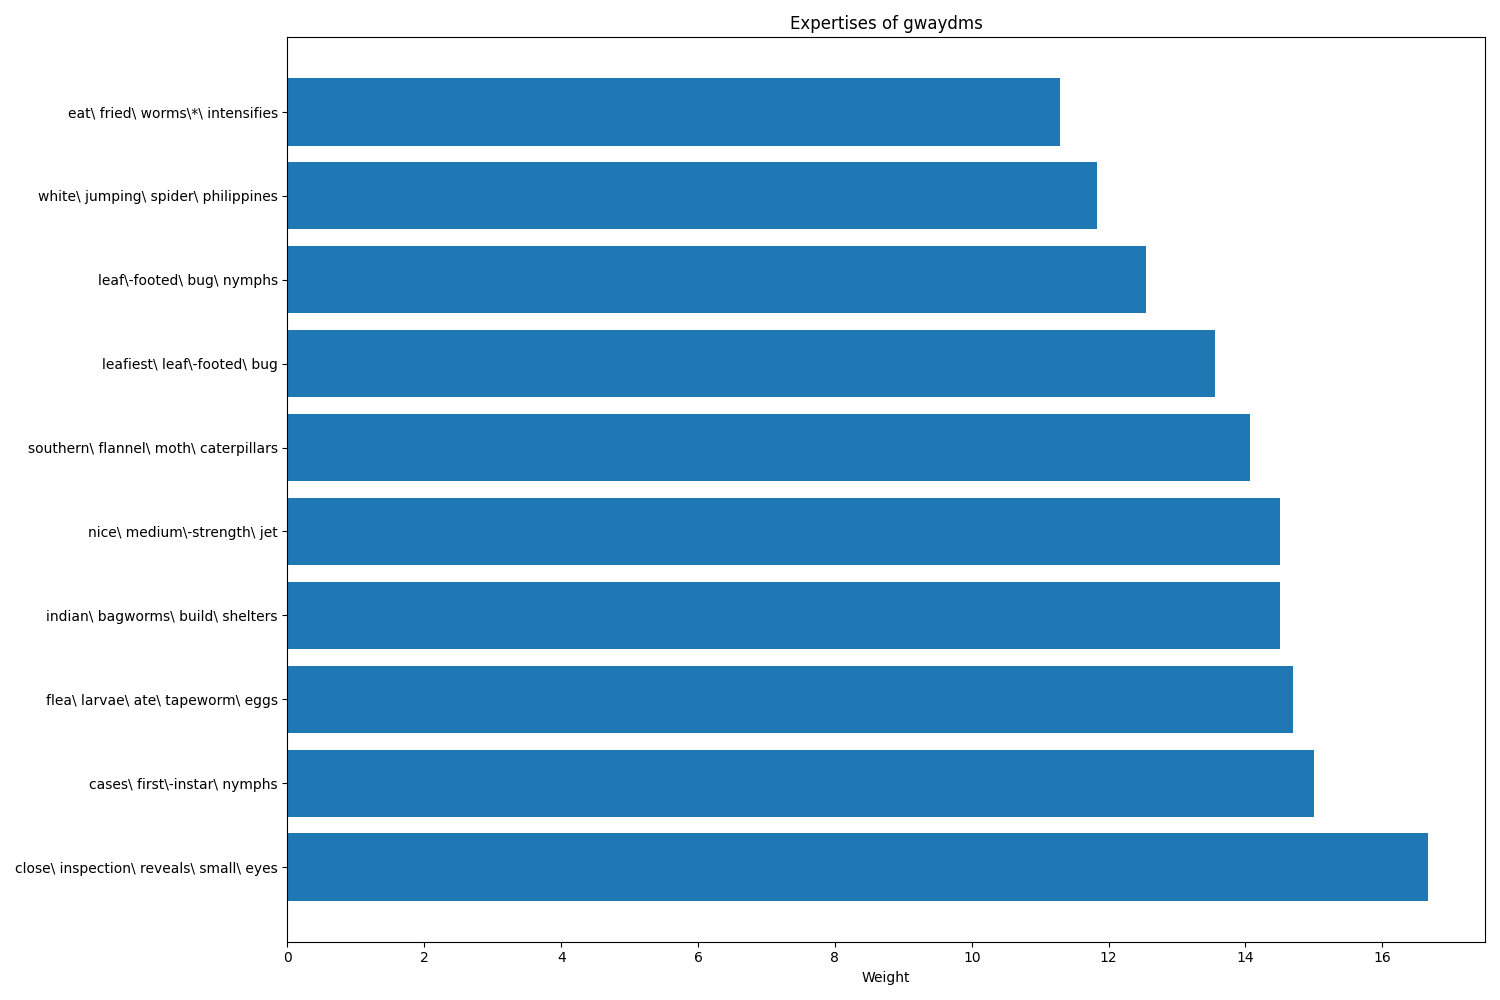 Expertises of gwaydms
eat\ fried\ worms\*\ intensifies
white\ jumping\ spider\ philippines
leaf\-footed\ bug\ nymphs
leafiest\ leaf\-footed\ bug
southern\ flannel\ moth\ caterpillars
nice\ medium\-strength\ jet
indian\ bagworms\ build\ shelters
flea\ larvae\ ate\ tapeworm\ eggs
cases\ first\-instar\ nymphs
close\ inspection\ reveals\ small\ eyes
0 2 4 6 8 10 12 14 16
Weight